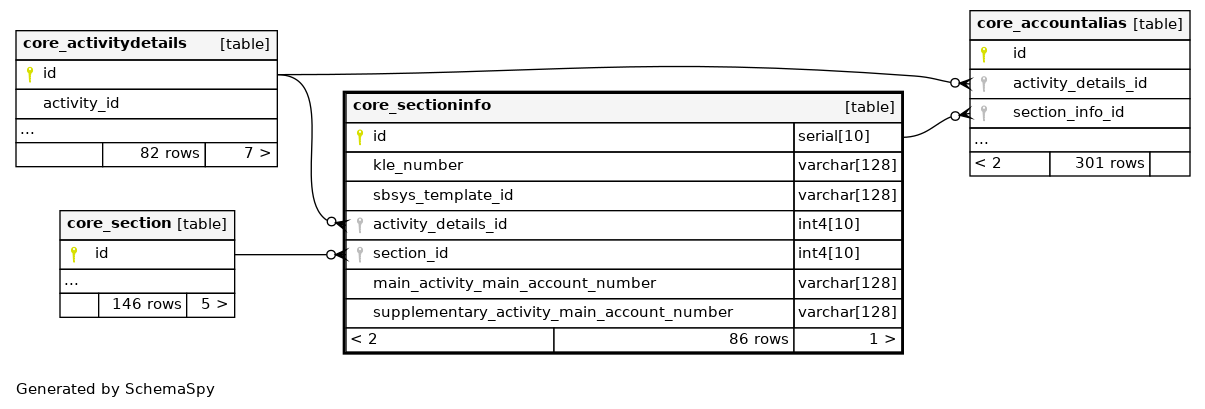 core_activitydetails [table]
id
activity_id
...
82 rows 7 >
core_section [table]
id
...
146 rows 5 >
core_sectioninfo [table]
id serial[10]
kle_number varchar[128]
sbsys_template_id varchar[128]
activity_details_id int4[10]
section_id int4[10]
main_activity_main_account_number varchar[128]
supplementary_activity_main_account_number varchar[128]
< 2 86 rows 1 >
core_accountalias [table]
id
activity_details_id
section_info_id
...
< 2 301 rows
Generated by SchemaSpy